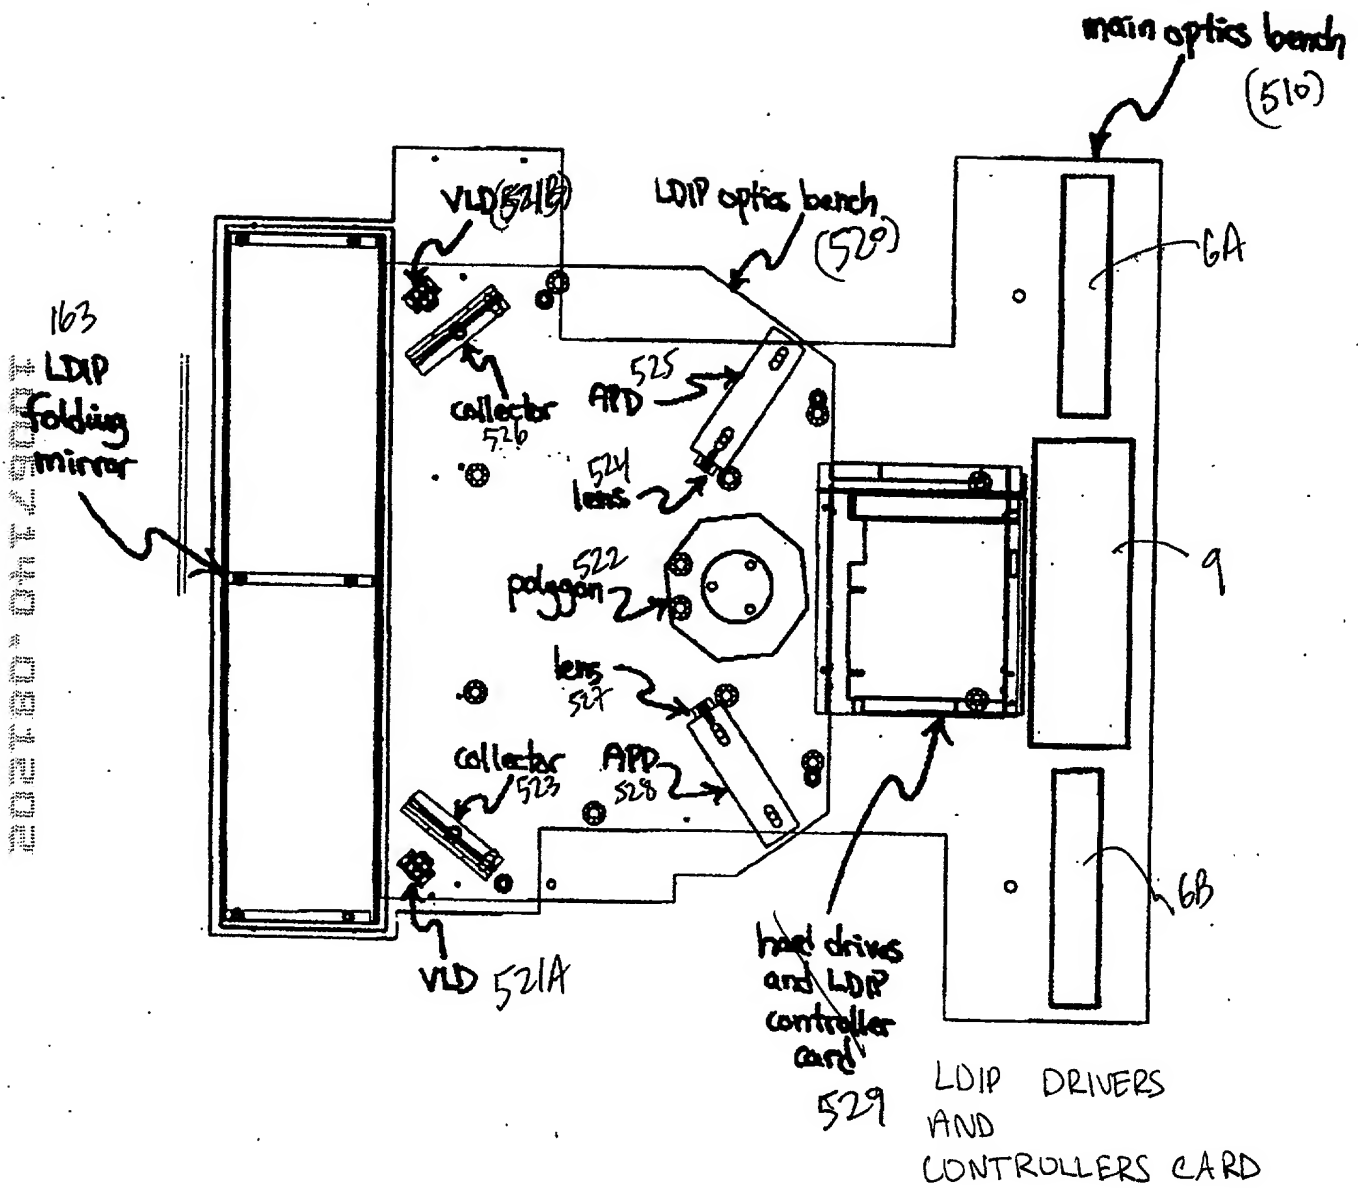 main optics bench
(510)
VLD (521B)
LDIP optics bench
(520)
6A
163
LDIP
folding
mirror
525
APD
collector
526
524
lens
522
polygon
9
lens
527
collector
523
APD
528
6B
VLD 521A
hard drives
and LDIP
controller
card
529
LDIP DRIVERS
AND
CONTROLLERS CARD
10057140.081202